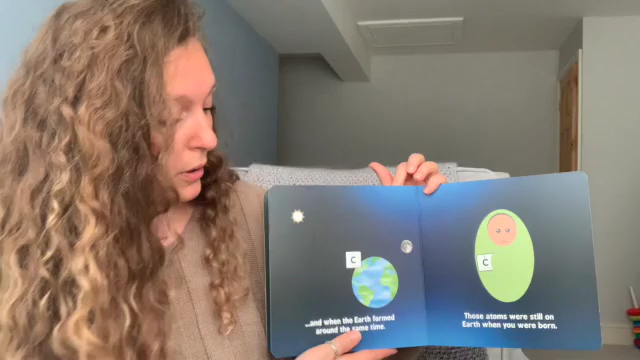 C
...and when the Earth formed
around the same time.
C
Those atoms were still on
Earth when you were born.